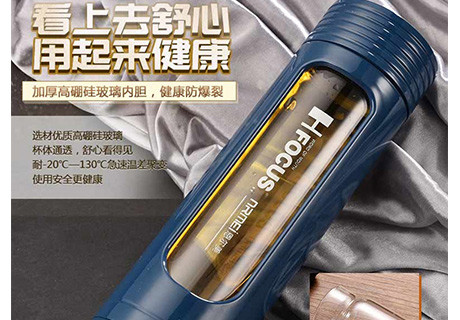 看上去舒心
用起来健康
加厚高硼硅玻璃内胆，健康防爆裂
选材优质高硼硅玻璃
杯体通透，舒心看得见
耐-20℃—130℃急速温差聚变
使用安全更健康
HFOCUS